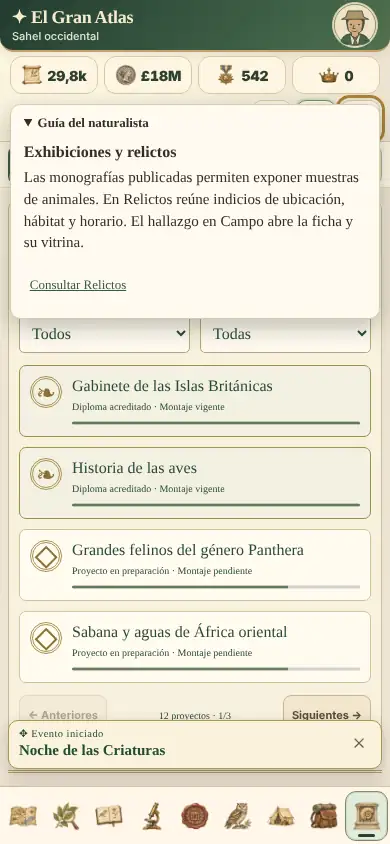 ✦ El Gran Atlas
Sahel occidental
29,8k
£18M
542
0
▼ Guía del naturalista
Exhibiciones y relictos
Las monografías publicadas permiten exponer muestras
de animales. En Relictos reúne indicios de ubicación,
hábitat y horario. El hallazgo en Campo abre la ficha y
su vitrina.
Consultar Relictos
Todos
Todas
Gabinete de las Islas Británicas
Diploma acreditado · Montaje vigente
Historia de las aves
Diploma acreditado · Montaje vigente
Grandes felinos del género Panthera
Proyecto en preparación · Montaje pendiente
Sabana y aguas de África oriental
Proyecto en preparación · Montaje pendiente
← Anteriores
12 proyectos · 1/3
Siguientes →
✥ Evento iniciado
Noche de las Criaturas